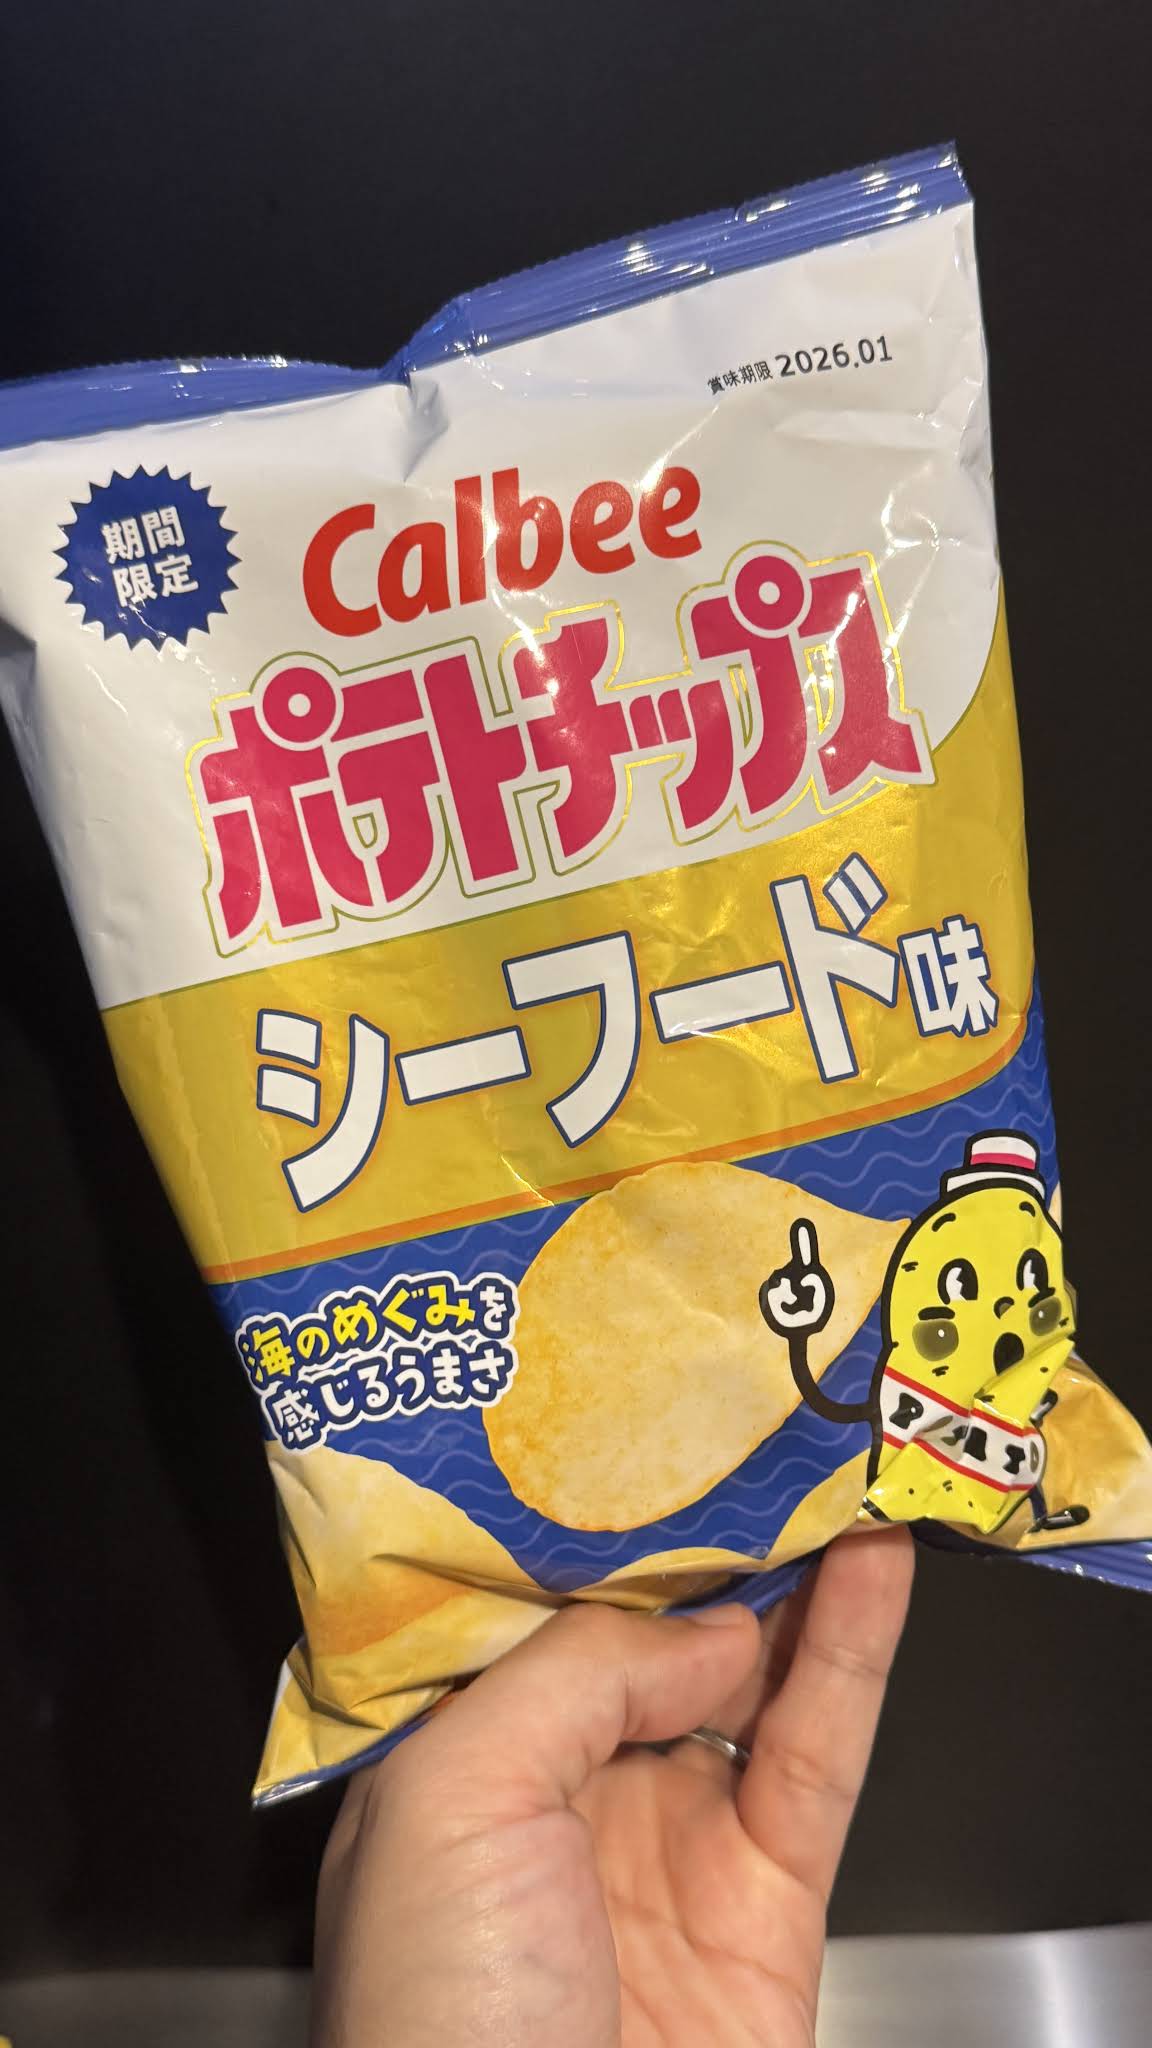 賞味期限 2026.01
期間
限定
Calbee
ポテトチップス
シーフード味
海のめぐみを
感じるうまさ
POTATO